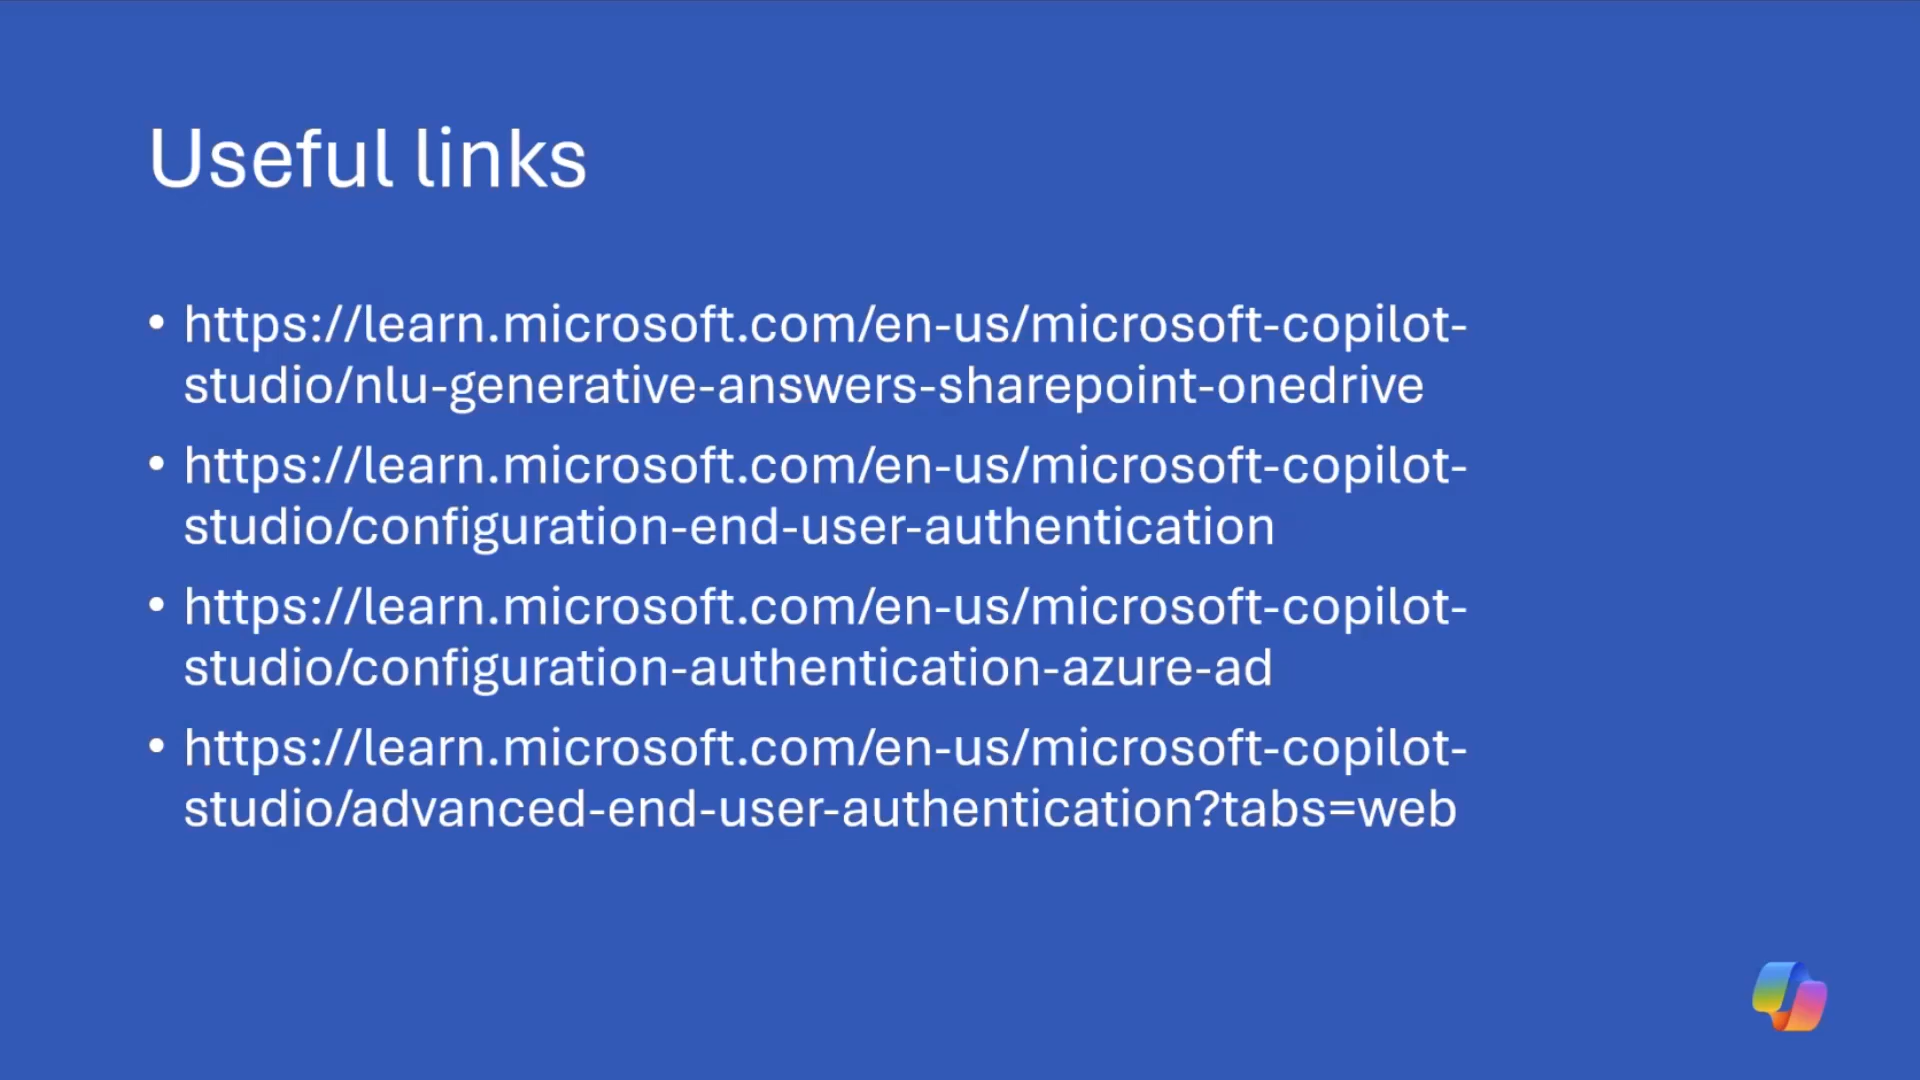 Useful links
• https://learn.microsoft.com/en-us/microsoft-copilot-
studio/nlu-generative-answers-sharepoint-onedrive
• https://learn.microsoft.com/en-us/microsoft-copilot-
studio/configuration-end-user-authentication
• https://learn.microsoft.com/en-us/microsoft-copilot-
studio/configuration-authentication-azure-ad
• https://learn.microsoft.com/en-us/microsoft-copilot-
studio/advanced-end-user-authentication?tabs=web